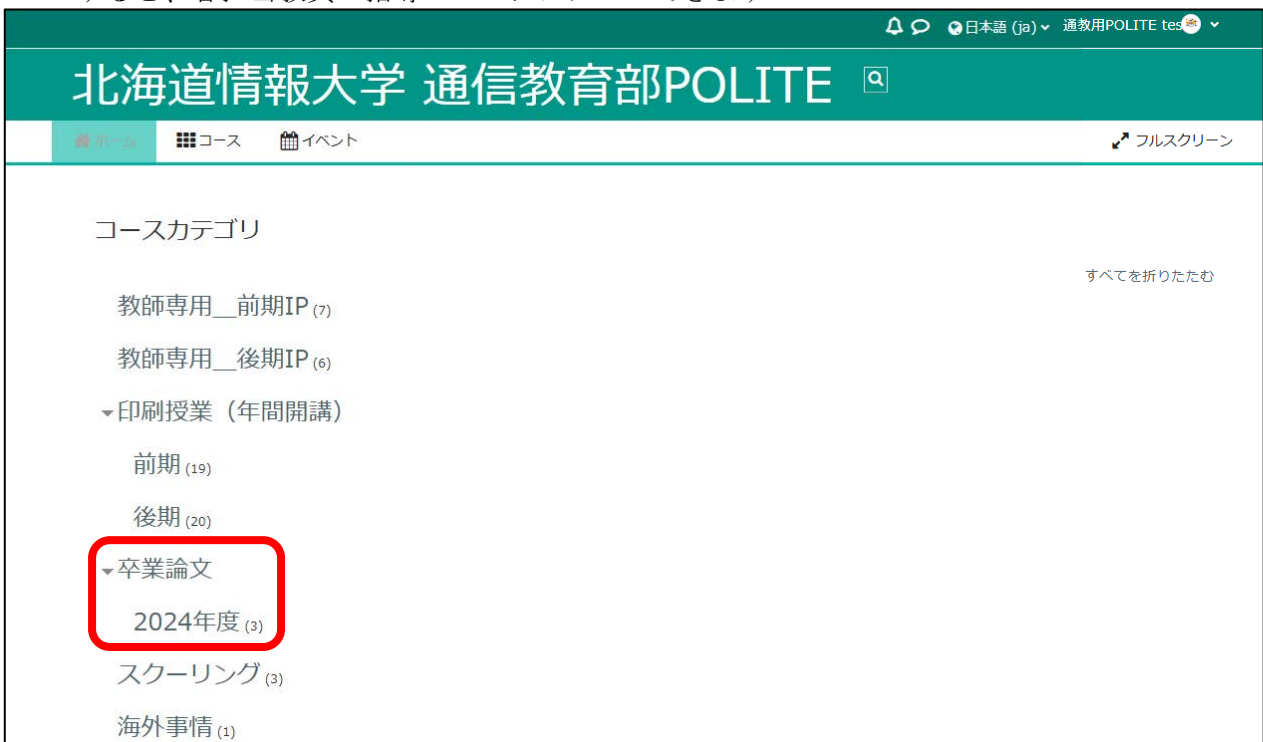 日本語 (ja) 通教用POLITE tes
北海道情報大学 通信教育部POLITE
ホーム コース イベント フルスクリーン
コースカテゴリ
すべてを折りたたむ
教師専用__前期IP (7)
教師専用__後期IP (6)
印刷授業（年間開講）
前期 (19)
後期 (20)
卒業論文
2024年度 (3)
スクーリング (3)
海外事情 (1)